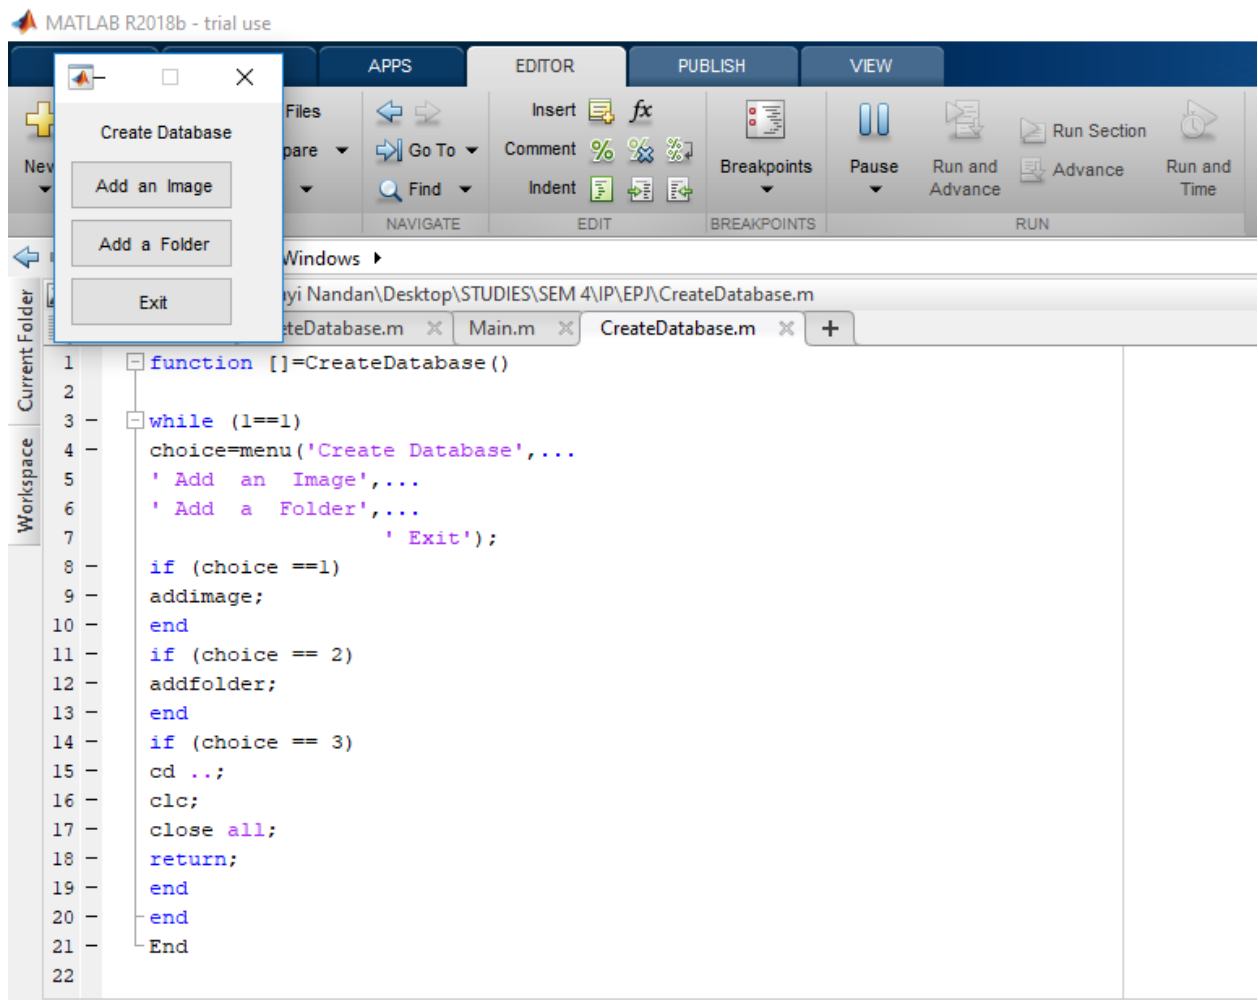 MATLAB R2018b - trial use
APPS EDITOR PUBLISH VIEW
Create Database
Add an Image
Add a Folder
Exit
New
Files
Go To
Find
NAVIGATE
Insert fx
Comment
Indent
EDIT
Breakpoints
BREAKPOINTS
Pause
Run and Advance
Run Section
Advance
Run and Time
RUN
Windows
yi Nandan\Desktop\STUDIES\SEM 4\IP\EPJ\CreateDatabase.m
eteDatabase.m Main.m CreateDatabase.m +
Current Folder
Workspace
1 function []=CreateDatabase()
2
3 while (1==1)
4 choice=menu('Create Database',...
5 ' Add  an  Image',...
6 ' Add  a  Folder',...
7 ' Exit');
8 if (choice ==1)
9 addimage;
10 end
11 if (choice == 2)
12 addfolder;
13 end
14 if (choice == 3)
15 cd ..;
16 clc;
17 close all;
18 return;
19 end
20 end
21 End
22